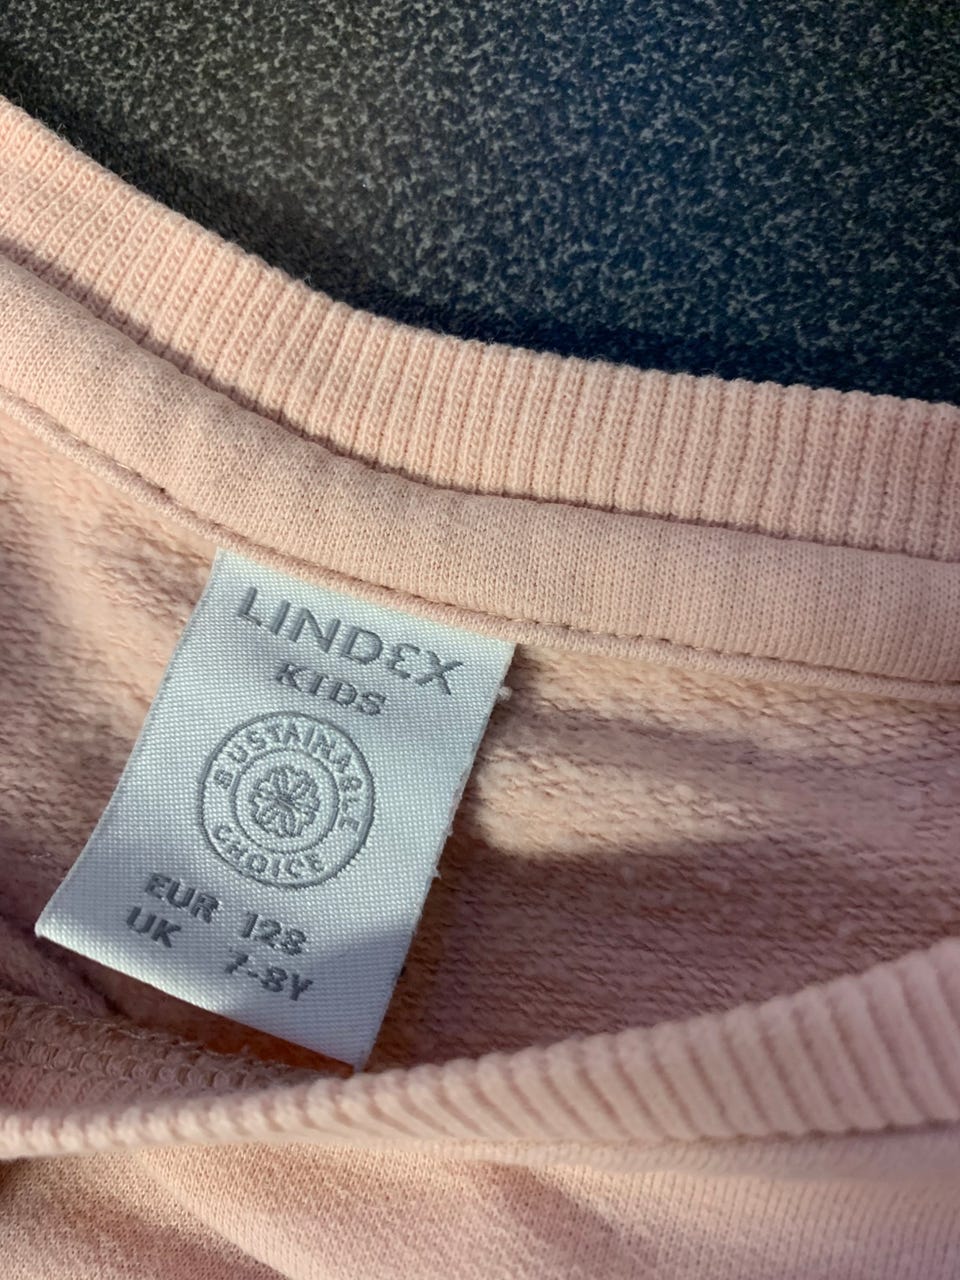 LINDEX
KIDS
SUSTAINABLE
CHOICE
EUR 128
UK 7-8Y